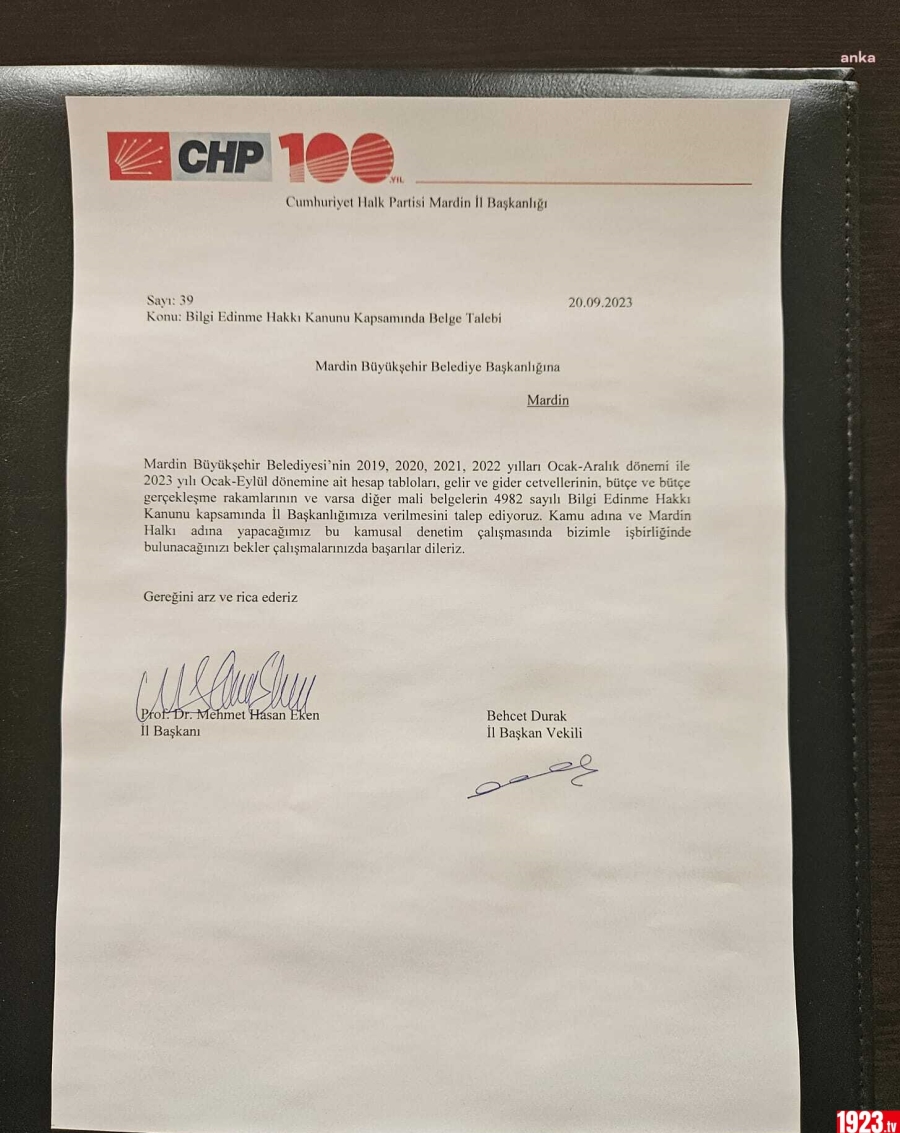 anka
CHP 100
.YIL
Cumhuriyet Halk Partisi Mardin İl Başkanlığı
Sayı: 39
20.09.2023
Konu: Bilgi Edinme Hakkı Kanunu Kapsamında Belge Talebi
Mardin Büyükşehir Belediye Başkanlığına
Mardin
Mardin Büyükşehir Belediyesi'nin 2019, 2020, 2021, 2022 yılları Ocak-Aralık dönemi ile
2023 yılı Ocak-Eylül dönemine ait hesap tabloları, gelir ve gider cetvellerinin, bütçe ve bütçe
gerçekleşme rakamlarının ve varsa diğer mali belgelerin 4982 sayılı Bilgi Edinme Hakkı
Kanunu kapsamında İl Başkanlığımıza verilmesini talep ediyoruz. Kamu adına ve Mardin
Halkı adına yapacağımız bu kamusal denetim çalışmasında bizimle işbirliğinde
bulunacağınızı bekler çalışmalarınızda başarılar dileriz.
Gereğini arz ve rica ederiz
Prof. Dr. Mehmet Hasan Eken
İl Başkanı
Behcet Durak
İl Başkan Vekili
1923.tv